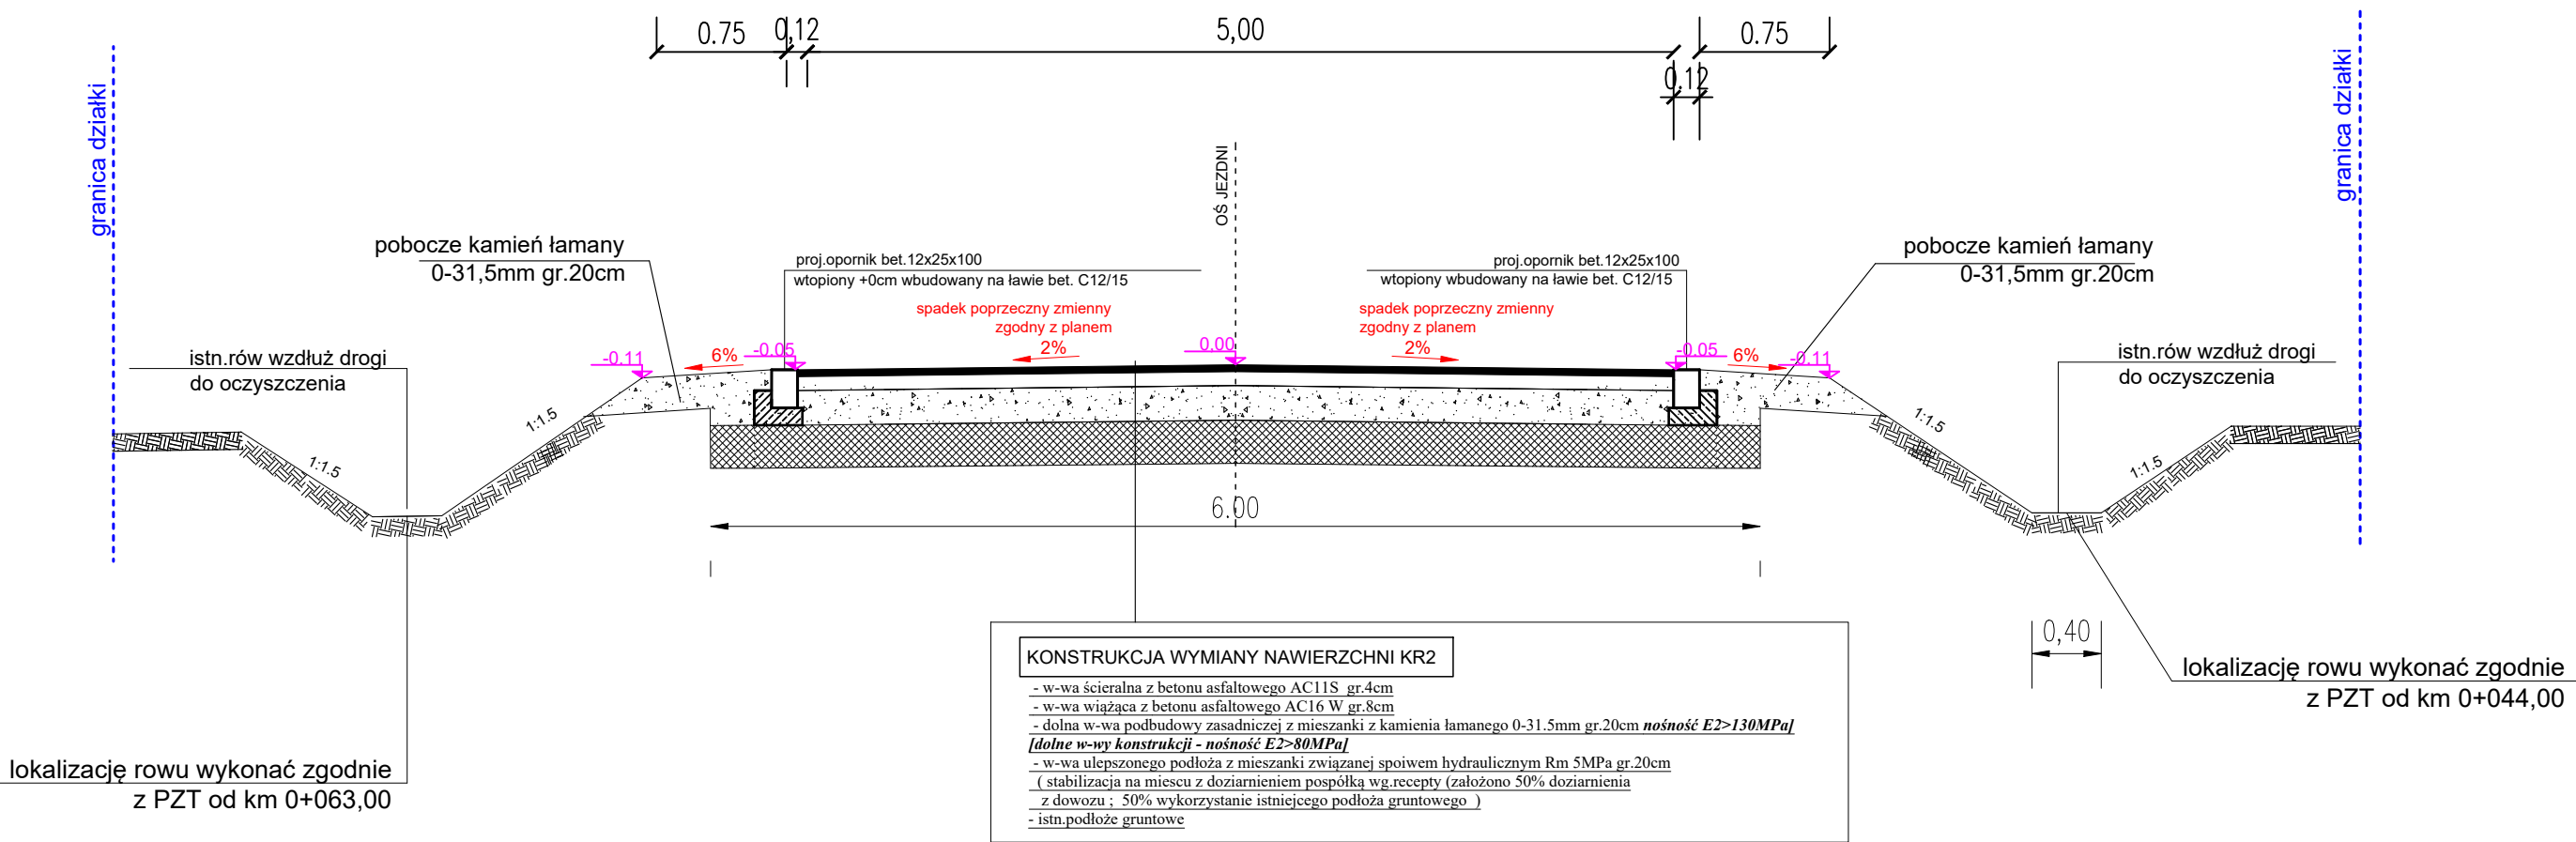 0.75
0,12
5,00
0.75
0.12
granica działki
granica działki
OŚ JEZDNI
pobocze kamień łamany
0-31,5mm gr.20cm
proj.opornik bet.12x25x100
wtopiony +0cm wbudowany na ławie bet. C12/15
proj.opornik bet.12x25x100
wtopiony wbudowany na ławie bet. C12/15
pobocze kamień łamany
0-31,5mm gr.20cm
spadek poprzeczny zmienny
zgodny z planem
2%
spadek poprzeczny zmienny
zgodny z planem
2%
istn.rów wzdłuż drogi
do oczyszczenia
-0,11
6%
-0,05
0,00
-0,05
6%
-0,11
istn.rów wzdłuż drogi
do oczyszczenia
1:1.5
1:1.5
1:1.5
1:1.5
6.00
0,40
KONSTRUKCJA WYMIANY NAWIERZCHNI KR2
- w-wa ścieralna z betonu asfaltowego AC11S gr.4cm
- w-wa wiążąca z betonu asfaltowego AC16 W gr.8cm
- dolna w-wa podbudowy zasadniczej z mieszanki z kamienia łamanego 0-31.5mm gr.20cm nośność E2>130MPa]
[dolne w-wy konstrukcji - nośność E2>80MPa]
- w-wa ulepszonego podłoża z mieszanki związanej spoiwem hydraulicznym Rm 5MPa gr.20cm
( stabilizacja na miescu z doziarnieniem pospółką wg.recepty (założono 50% doziarnienia
z dowozu ; 50% wykorzystanie istniejcego podłoża gruntowego )
- istn.podłoże gruntowe
lokalizację rowu wykonać zgodnie
z PZT od km 0+044,00
lokalizację rowu wykonać zgodnie
z PZT od km 0+063,00